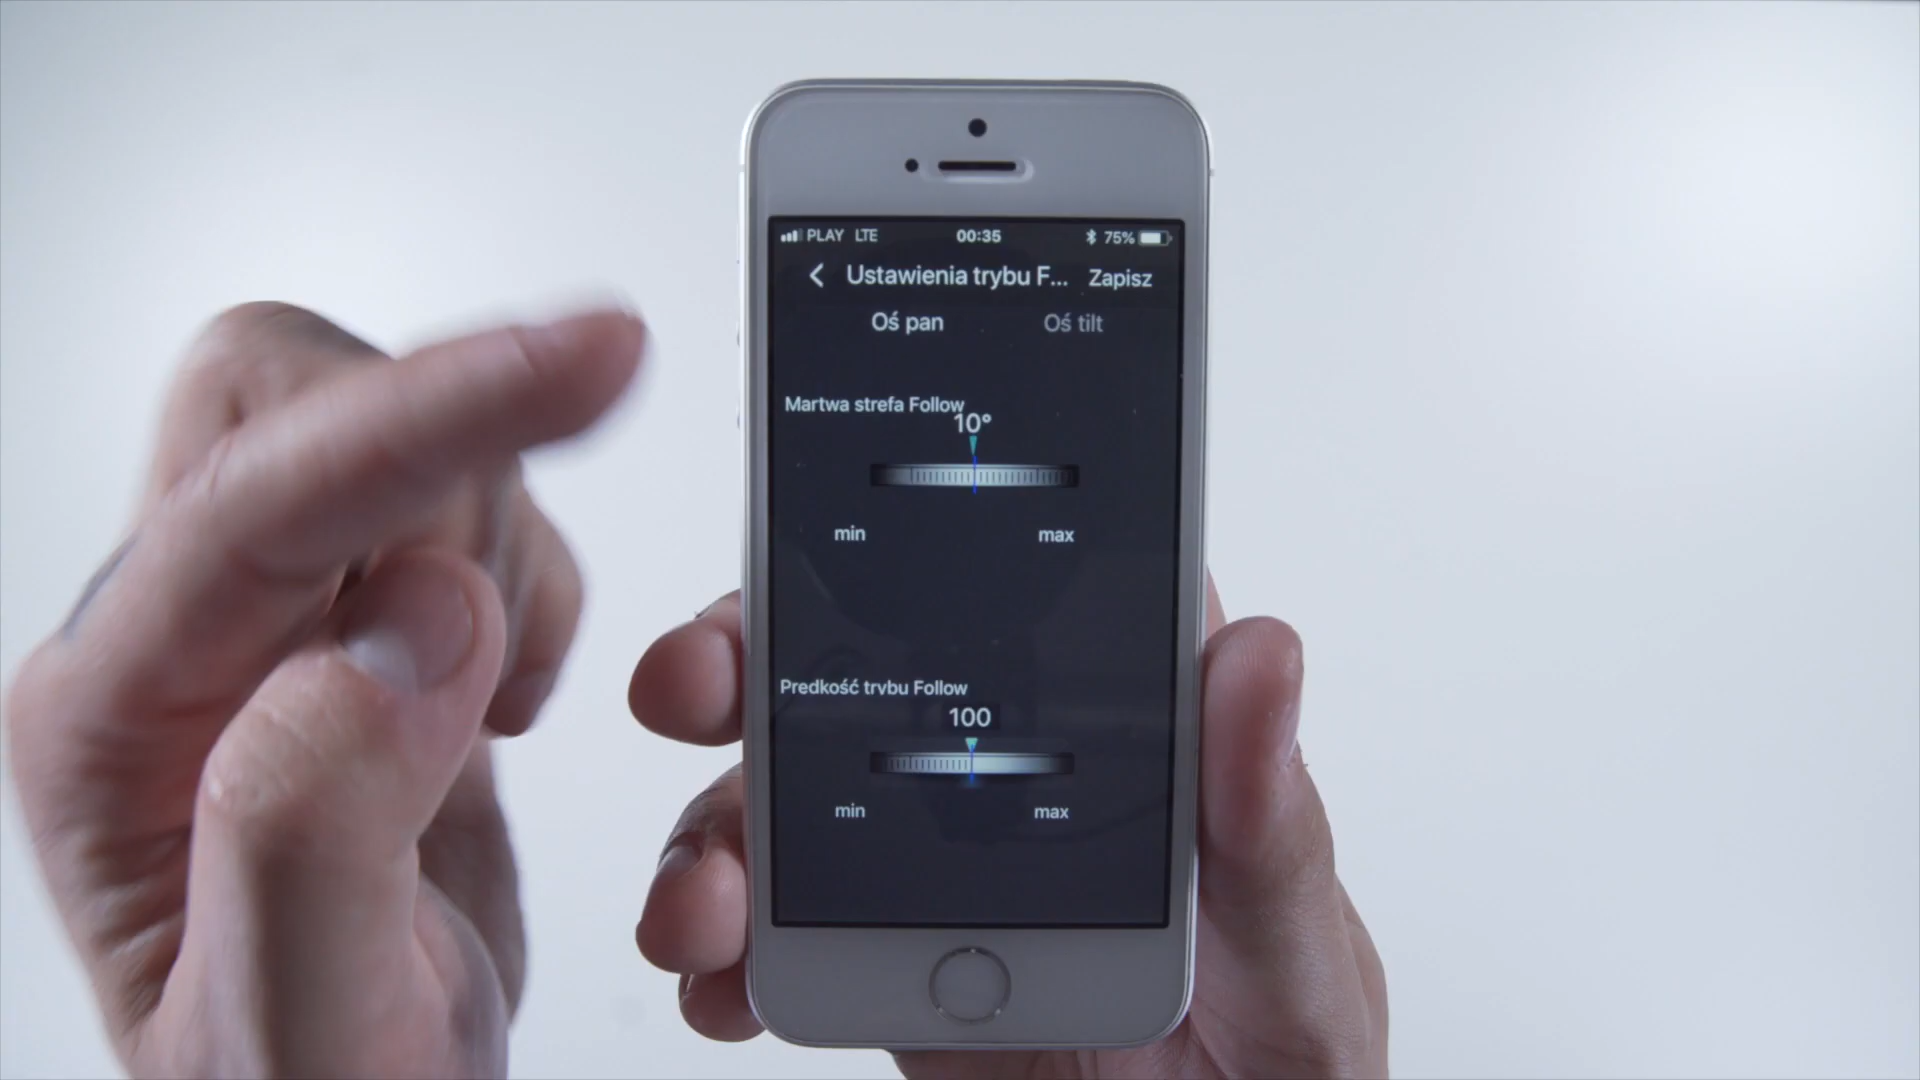 PLAY LTE 00:35 75%
Ustawienia trybu F... Zapisz
Oś pan Oś tilt
Martwa strefa Follow
10°
min max
Predkość trybu Follow
100
min max